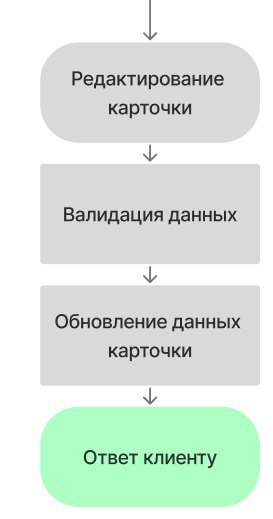 Редактирование
карточки
Валидация данных
Обновление данных
карточки
Ответ клиенту